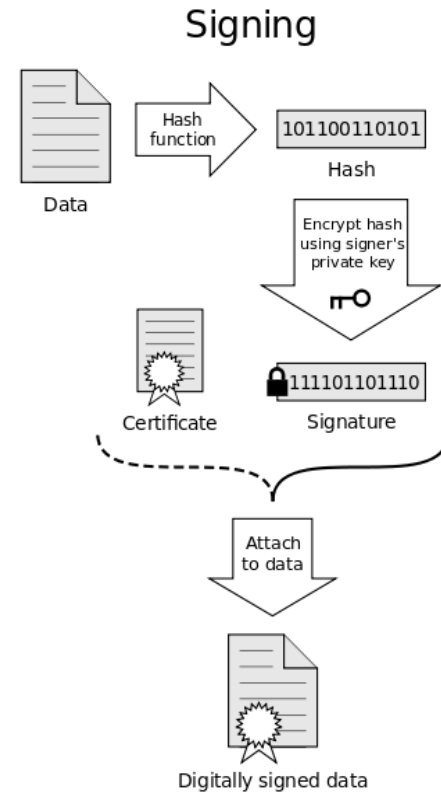 Signing
Hash
function
101100110101
Data
Hash
Encrypt hash
using signer's
private key
111101101110
Certificate
Signature
Attach
to data
Digitally signed data